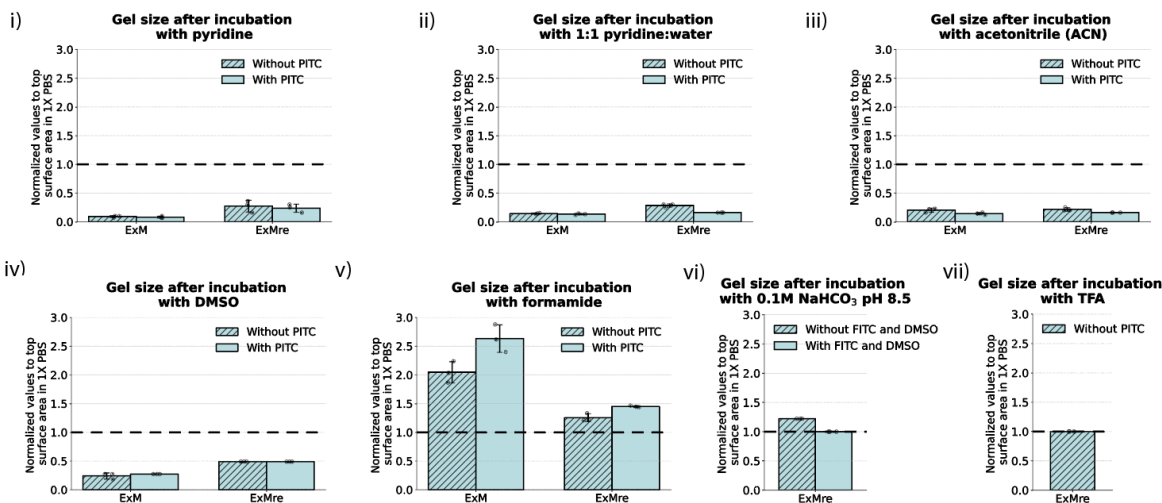 i)
Gel size after incubation
with pyridine
Normalized values to top
surface area in 1X PBS
3.0
2.5
2.0
1.5
1.0
0.5
0.0
Without PITC
With PITC
ExM
ExMre
ii)
Gel size after incubation
with 1:1 pyridine:water
Normalized values to top
surface area in 1X PBS
3.0
2.5
2.0
1.5
1.0
0.5
0.0
Without PITC
With PITC
ExM
ExMre
iii)
Gel size after incubation
with acetonitrile (ACN)
Normalized values to top
surface area in 1X PBS
3.0
2.5
2.0
1.5
1.0
0.5
0.0
Without PITC
With PITC
ExM
ExMre
iv)
Gel size after incubation
with DMSO
Normalized values to top
surface area in 1X PBS
3.0
2.5
2.0
1.5
1.0
0.5
0.0
Without PITC
With PITC
ExM
ExMre
v)
Gel size after incubation
with formamide
Normalized values to top
surface area in 1X PBS
3.0
2.5
2.0
1.5
1.0
0.5
0.0
Without PITC
With PITC
ExM
ExMre
vi)
Gel size after incubation
with 0.1M NaHCO₃ pH 8.5
Normalized values to top
surface area in 1X PBS
3.0
2.5
2.0
1.5
1.0
0.5
0.0
Without FITC and DMSO
With FITC and DMSO
ExMre
vii)
Gel size after incubation
with TFA
Normalized values to top
surface area in 1X PBS
3.0
2.5
2.0
1.5
1.0
0.5
0.0
Without PITC
ExMre